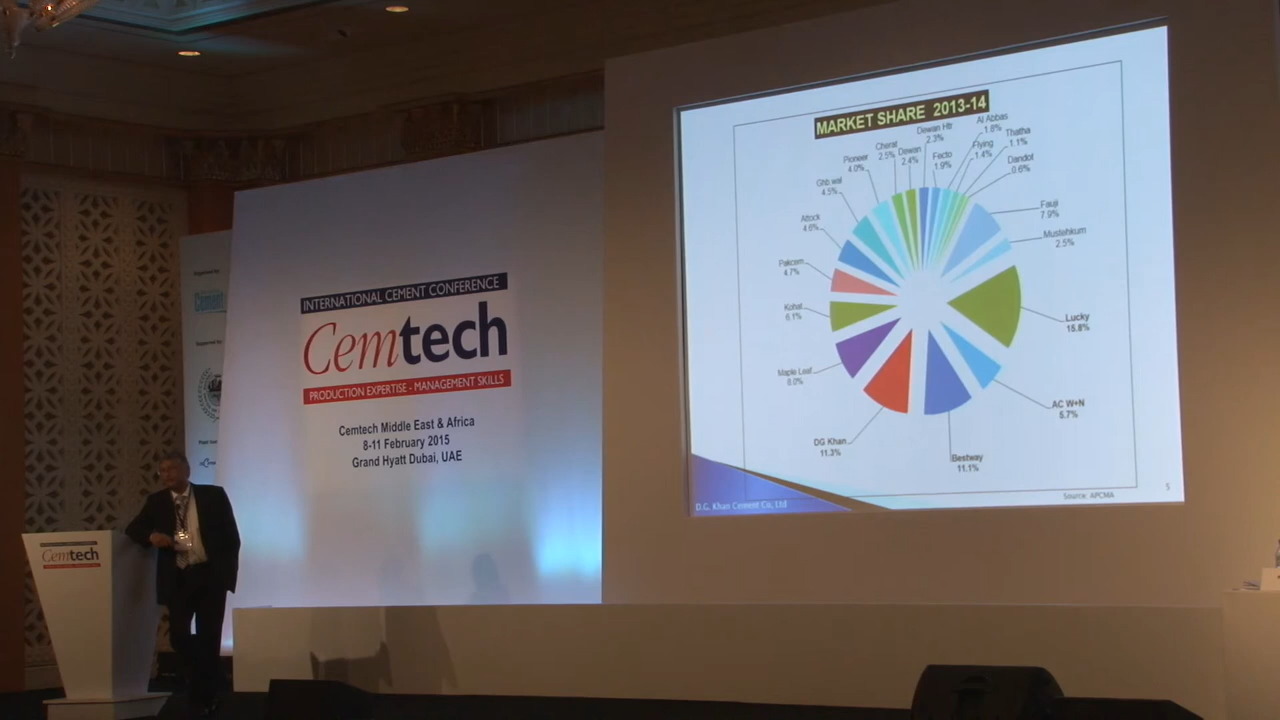 INTERNATIONAL CEMENT CONFERENCE
Cemtech
PRODUCTION EXPERTISE - MANAGEMENT SKILLS
Cemtech Middle East & Africa
8-11 February 2015
Grand Hyatt Dubai, UAE
Cemtech
MARKET SHARE 2013-14
Dewan Htr
2.3%
Al Abbas
1.8%
Thatha
1.1%
Cherat
2.5%
Dewan
2.4%
Fecto
1.9%
Flying
1.4%
Dandot
0.6%
Pioneer
4.0%
Ghb wal
4.5%
Attock
4.6%
Pakcem
4.7%
Kohat
6.1%
Maple Leaf
8.0%
DG Khan
11.3%
Bestway
11.1%
AC W+N
5.7%
Lucky
15.8%
Mustehkum
2.5%
Fauji
7.9%
Source: APCMA
5
D.G. Khan Cement Co, Ltd